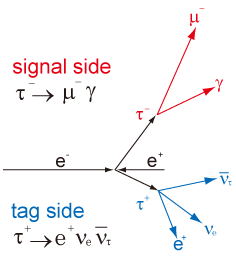 μ⁻
signal side
τ⁻→ μ⁻ γ
γ
τ⁻
e⁻
e⁺
ν̅τ
tag side
τ⁺
τ⁺→ e⁺ νₑ ν̅τ
νₑ
e⁺